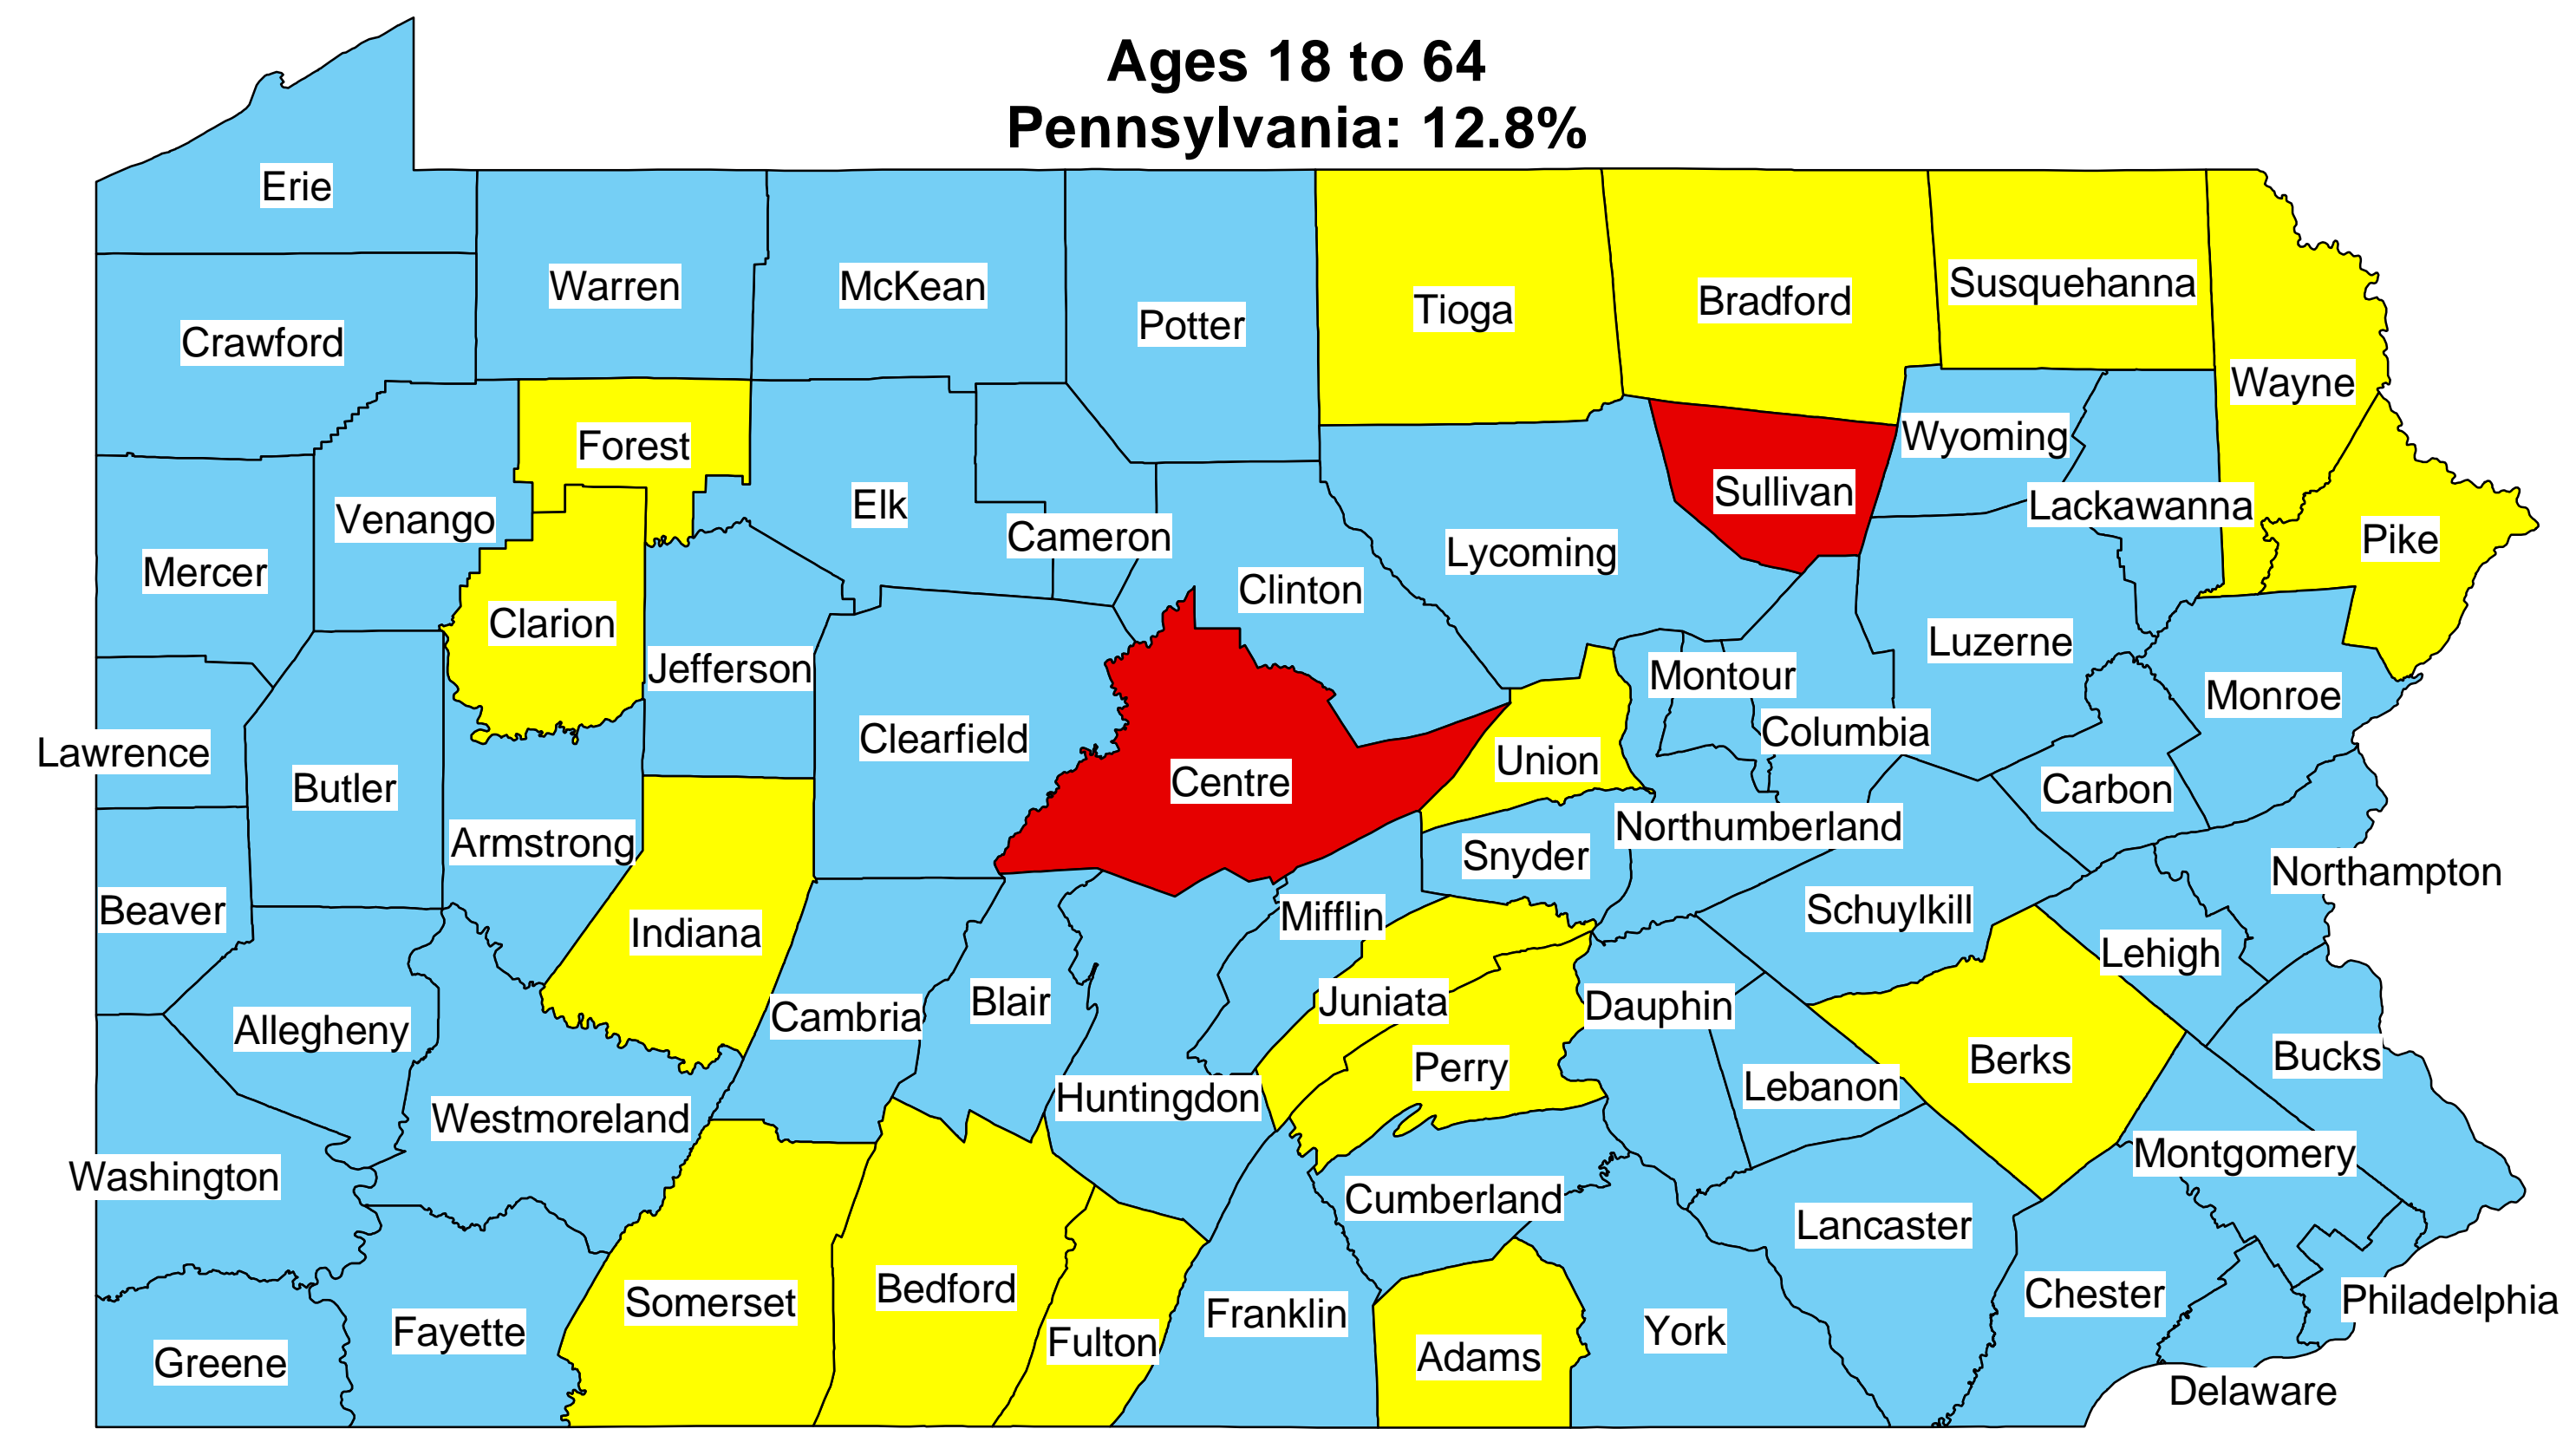 Ages 18 to 64
Pennsylvania: 12.8%
Erie
Warren
McKean
Potter
Tioga
Bradford
Susquehanna
Wayne
Crawford
Forest
Wyoming
Venango
Elk
Cameron
Sullivan
Lackawanna
Pike
Mercer
Lycoming
Clinton
Clarion
Jefferson
Luzerne
Montour
Monroe
Lawrence
Clearfield
Columbia
Butler
Centre
Union
Carbon
Armstrong
Northumberland
Snyder
Northampton
Beaver
Indiana
Mifflin
Schuylkill
Lehigh
Allegheny
Cambria
Blair
Juniata
Dauphin
Berks
Bucks
Westmoreland
Huntingdon
Perry
Lebanon
Washington
Cumberland
Montgomery
Lancaster
Somerset
Bedford
Franklin
Chester
Philadelphia
Greene
Fayette
Fulton
Adams
York
Delaware